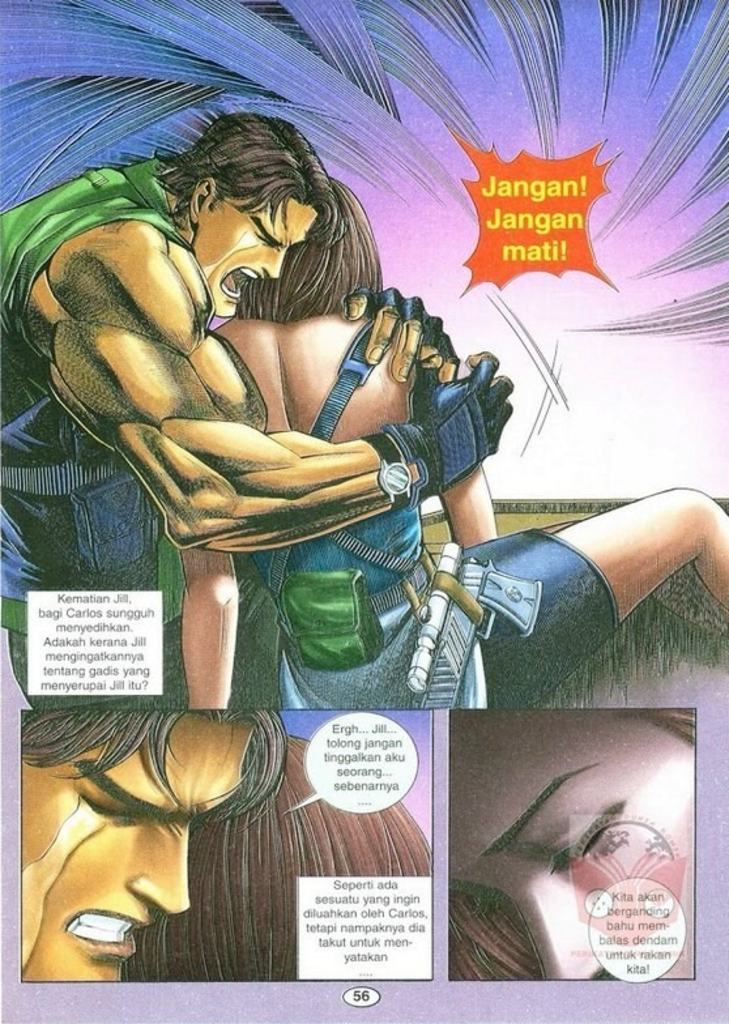 Jangan!
Jangan
mati!
Kematian Jill,
bagi Carlos sungguh
menyedihkan.
Adakah kerana Jill
mengingatkannya
tentang gadis yang
menyerupai Jill itu?
Ergh... Jill...
tolong jangan
tinggalkan aku
seorang...
sebenarnya
....
Seperti ada
sesuatu yang ingin
diluahkan oleh Carlos,
tetapi nampaknya dia
takut untuk men-
yatakan
....
Kita akan
berganding
bahu mem-
balas dendam
untuk rakan
kita!
56